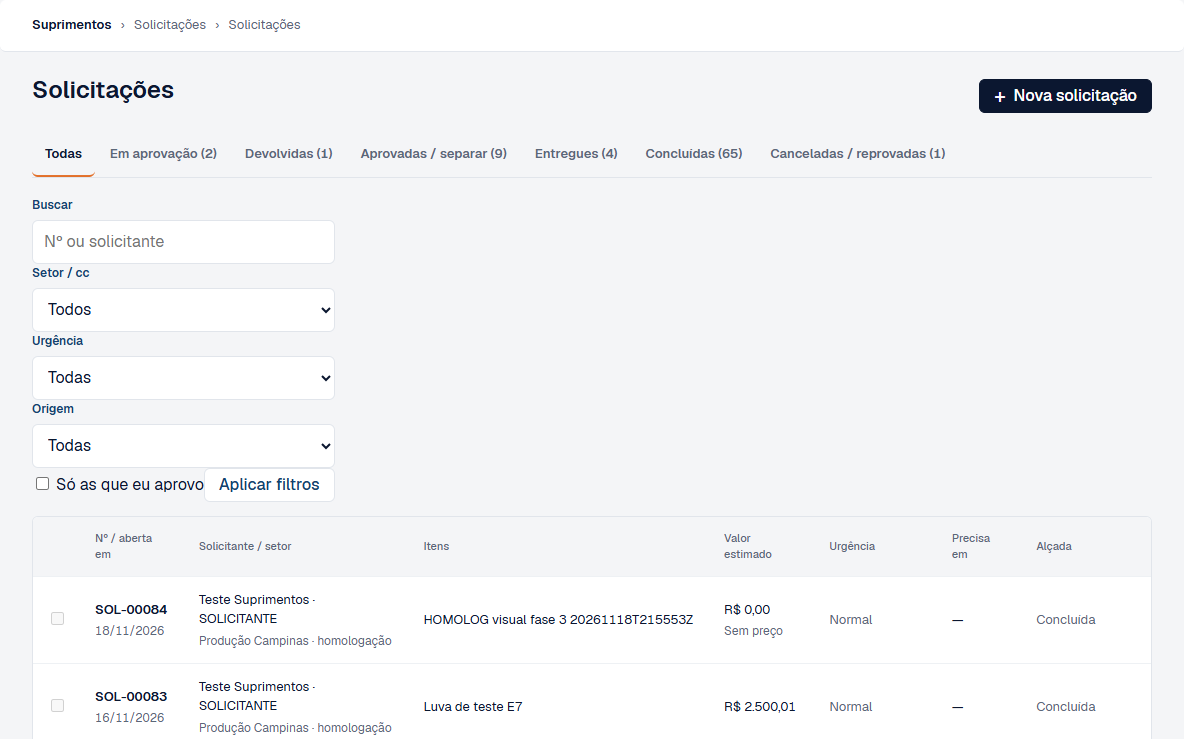 Suprimentos › Solicitações › Solicitações
Solicitações
+ Nova solicitação
Todas Em aprovação (2) Devolvidas (1) Aprovadas / separar (9) Entregues (4) Concluídas (65) Canceladas / reprovadas (1)
Buscar
Nº ou solicitante
Setor / cc
Todos
Urgência
Todas
Origem
Todas
Só as que eu aprovo Aplicar filtros
Nº / aberta em Solicitante / setor Itens Valor estimado Urgência Precisa em Alçada
SOL-00084
18/11/2026
Teste Suprimentos ·
SOLICITANTE
Produção Campinas · homologação
HOMOLOG visual fase 3 20261118T215553Z
R$ 0,00
Sem preço
Normal
—
Concluída
SOL-00083
16/11/2026
Teste Suprimentos ·
SOLICITANTE
Produção Campinas · homologação
Luva de teste E7
R$ 2.500,01
Normal
—
Concluída